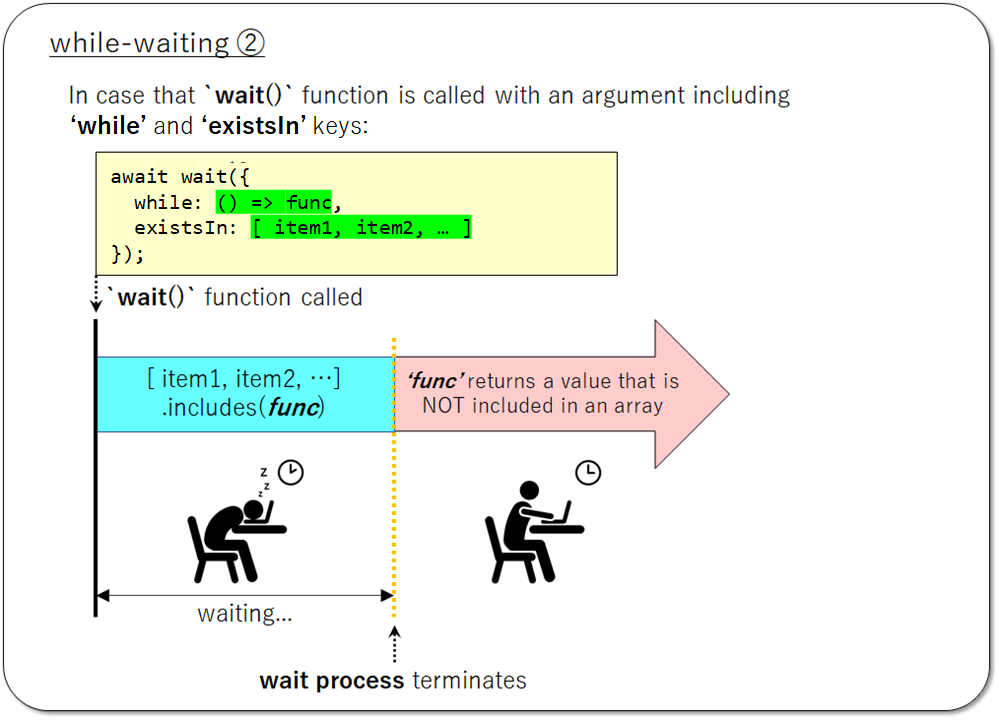 while-waiting ②
In case that `wait()` function is called with an argument including
‘while’ and ‘existsIn’ keys:
await wait({
  while: () => func,
  existsIn: [ item1, item2, … ]
});
`wait()` function called
[ item1, item2, …]
.includes(func)
‘func’ returns a value that is
NOT included in an array
z
z
z
waiting...
wait process terminates